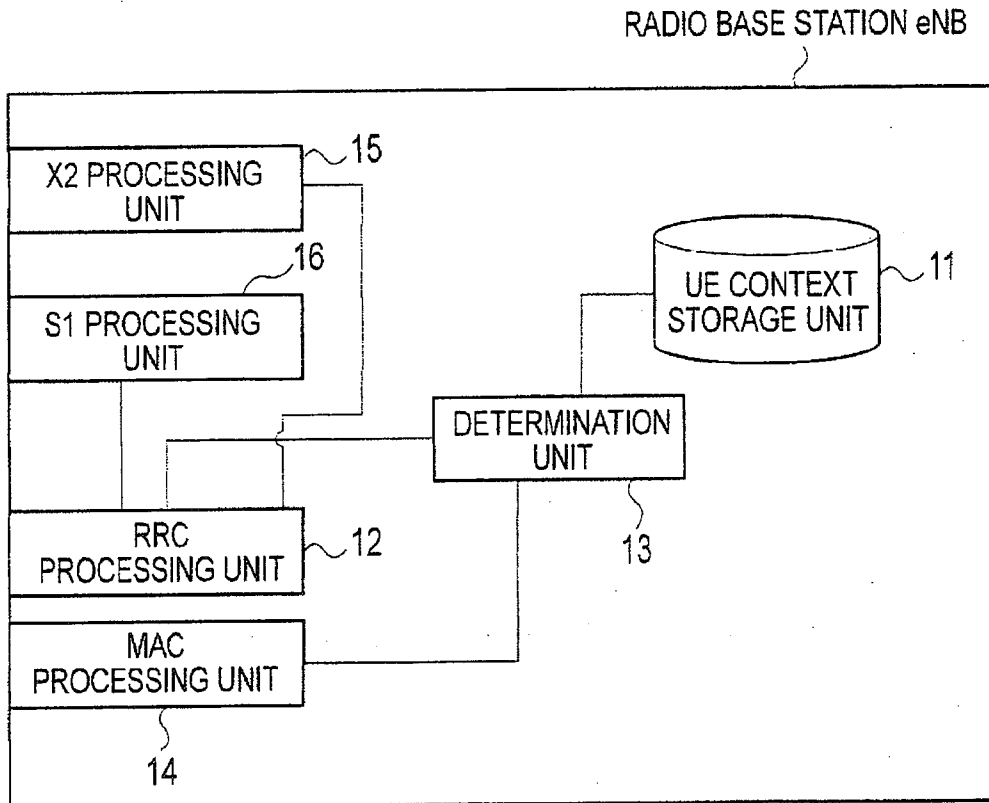 RADIO BASE STATION eNB
X2 PROCESSING
UNIT
15
16
S1 PROCESSING
UNIT
UE CONTEXT
STORAGE UNIT
11
DETERMINATION
UNIT
13
RRC
PROCESSING UNIT
12
MAC
PROCESSING UNIT
14